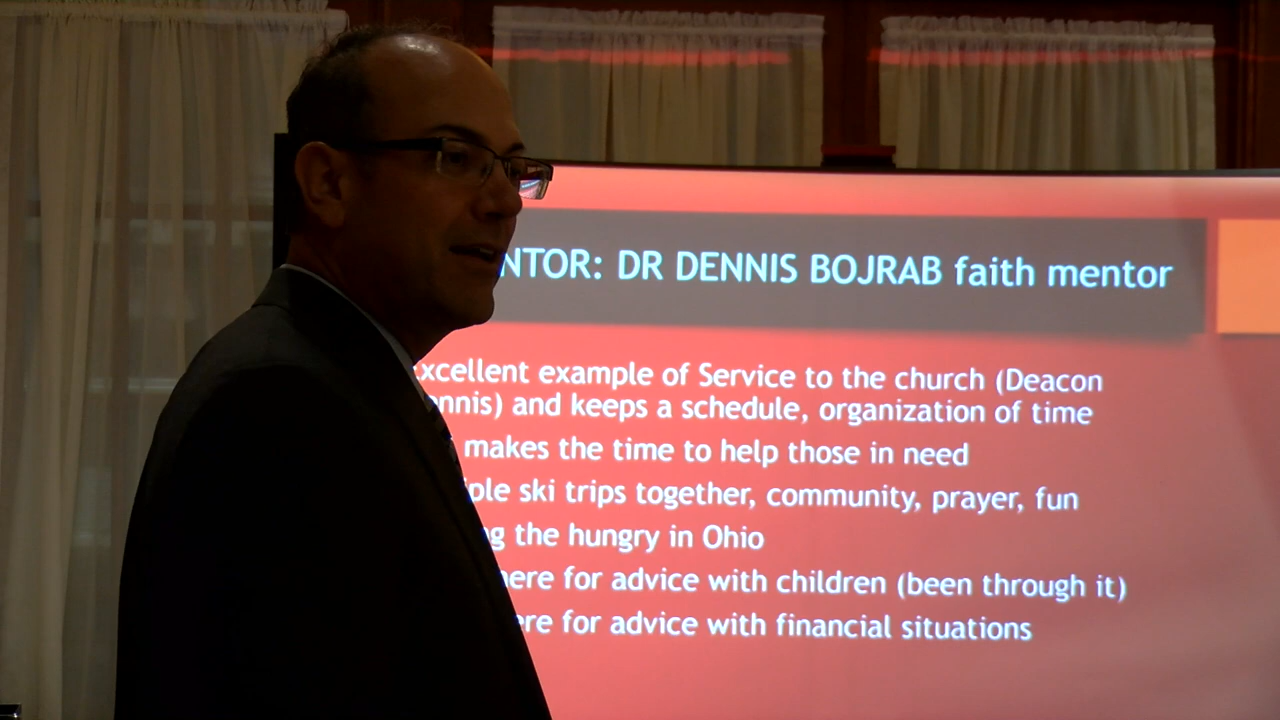 NTOR: DR DENNIS BOJRAB faith mentor
xcellent example of Service to the church (Deacon
nnis) and keeps a schedule, organization of time
makes the time to help those in need
ple ski trips together, community, prayer, fun
g the hungry in Ohio
here for advice with children (been through it)
ere for advice with financial situations